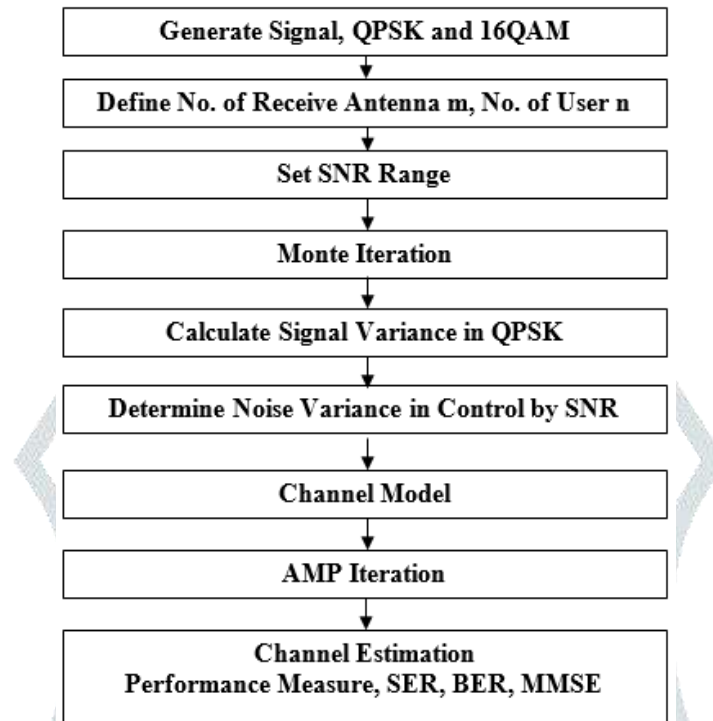 Generate Signal, QPSK and 16QAM
Define No. of Receive Antenna m, No. of User n
Set SNR Range
Monte Iteration
Calculate Signal Variance in QPSK
Determine Noise Variance in Control by SNR
Channel Model
AMP Iteration
Channel Estimation
Performance Measure, SER, BER, MMSE